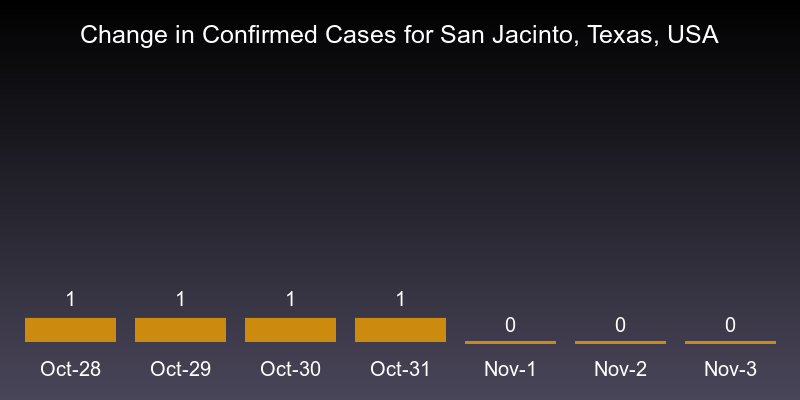 Change in Confirmed Cases for San Jacinto, Texas, USA
1 1 1 1 0 0 0
Oct-28 Oct-29 Oct-30 Oct-31 Nov-1 Nov-2 Nov-3